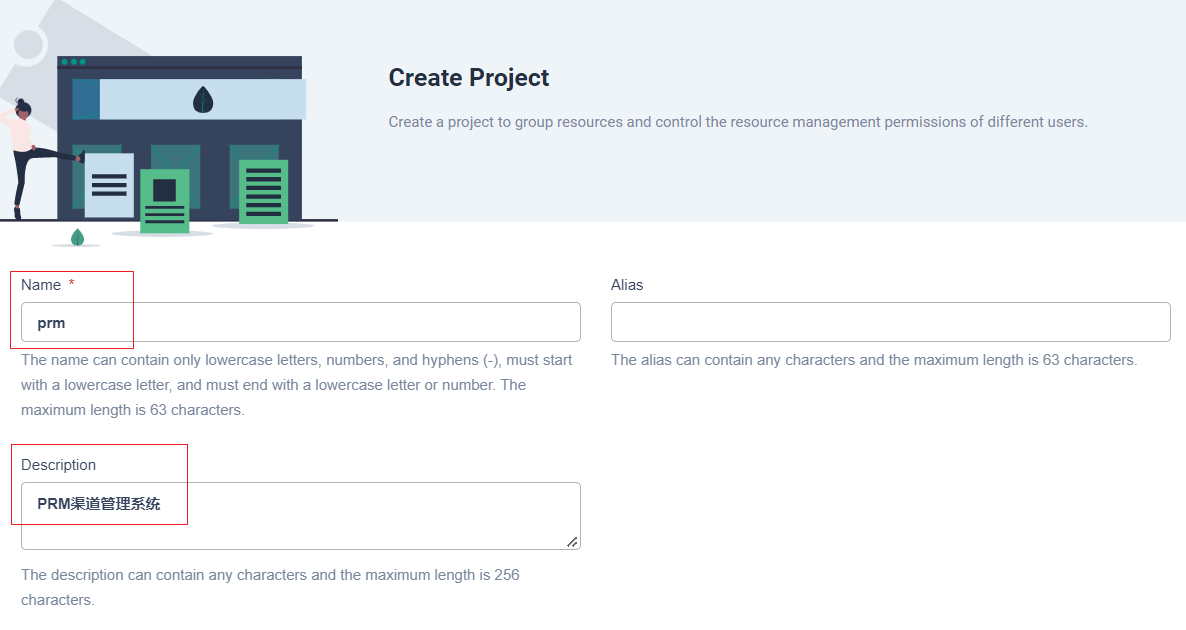 Create Project
Create a project to group resources and control the resource management permissions of different users.
Name *
prm
The name can contain only lowercase letters, numbers, and hyphens (-), must start
with a lowercase letter, and must end with a lowercase letter or number. The
maximum length is 63 characters.
Alias
The alias can contain any characters and the maximum length is 63 characters.
Description
PRM渠道管理系统
The description can contain any characters and the maximum length is 256
characters.